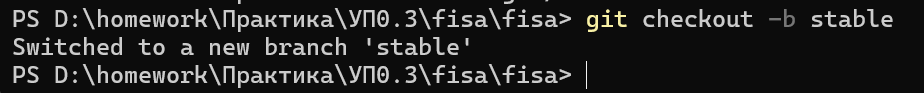 PS D:\homework\Практика\УП0.3\fisa\fisa> git checkout -b stable
Switched to a new branch 'stable'
PS D:\homework\Практика\УП0.3\fisa\fisa>